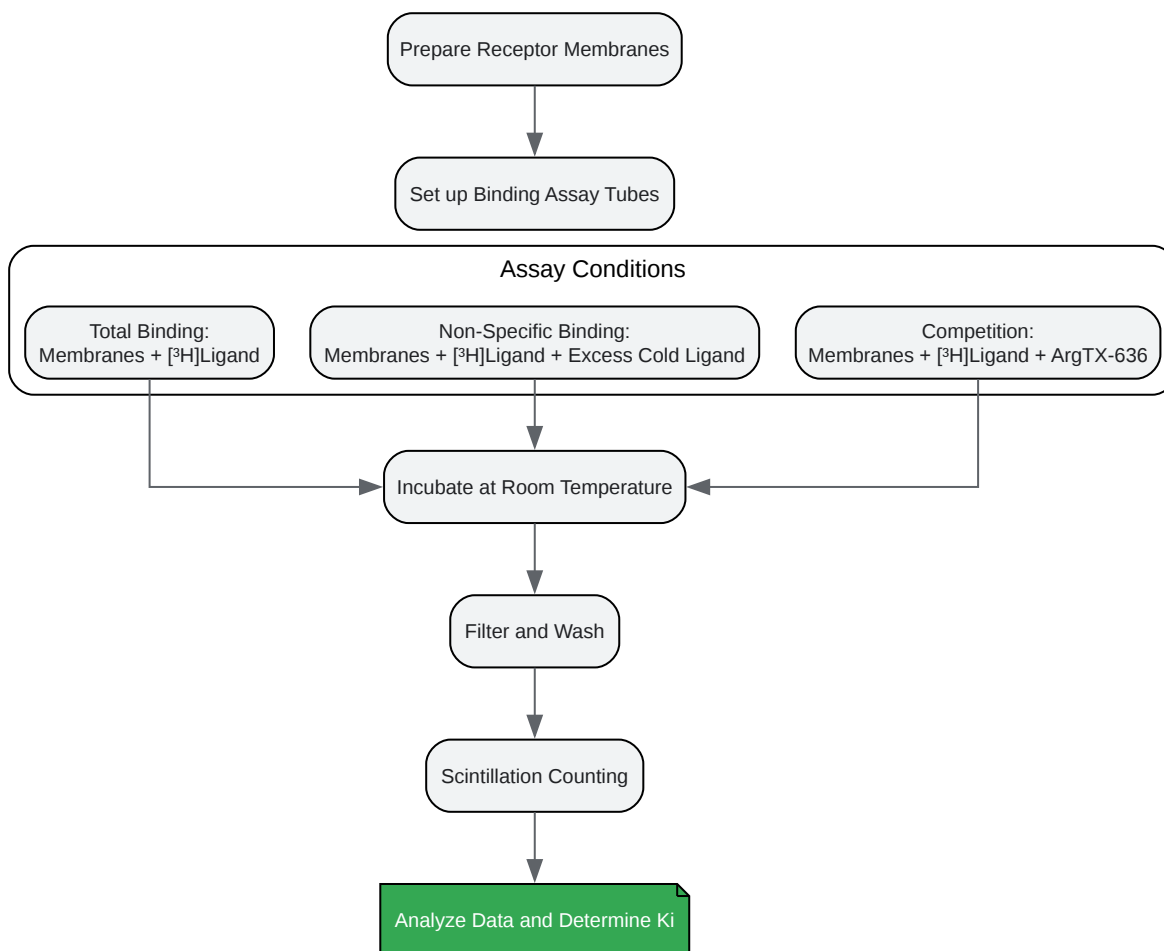 Prepare Receptor Membranes
Set up Binding Assay Tubes
Assay Conditions
Total Binding:
Membranes + [³H]Ligand
Non-Specific Binding:
Membranes + [³H]Ligand + Excess Cold Ligand
Competition:
Membranes + [³H]Ligand + ArgTX-636
Incubate at Room Temperature
Filter and Wash
Scintillation Counting
Analyze Data and Determine Ki